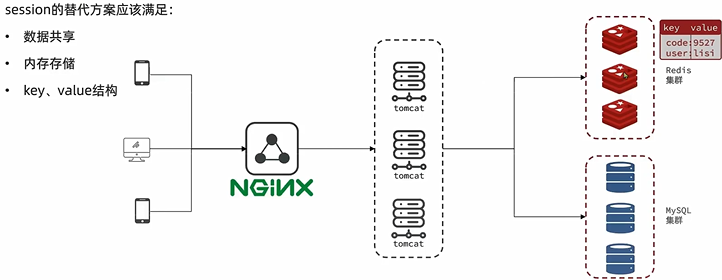 session的替代方案应该满足：
• 数据共享
• 内存存储
• key、value结构
NGINX
tomcat
tomcat
tomcat
key value
code:9527
user:lisi
Redis
集群
MySQL
集群